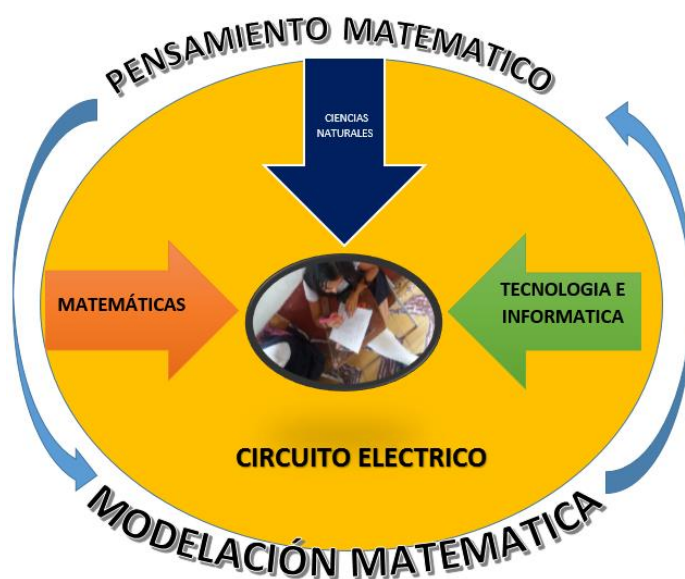 PENSAMIENTO MATEMATICO
CIENCIAS
NATURALES
MATEMÁTICAS
TECNOLOGIA E
INFORMATICA
CIRCUITO ELECTRICO
MODELACIÓN MATEMATICA